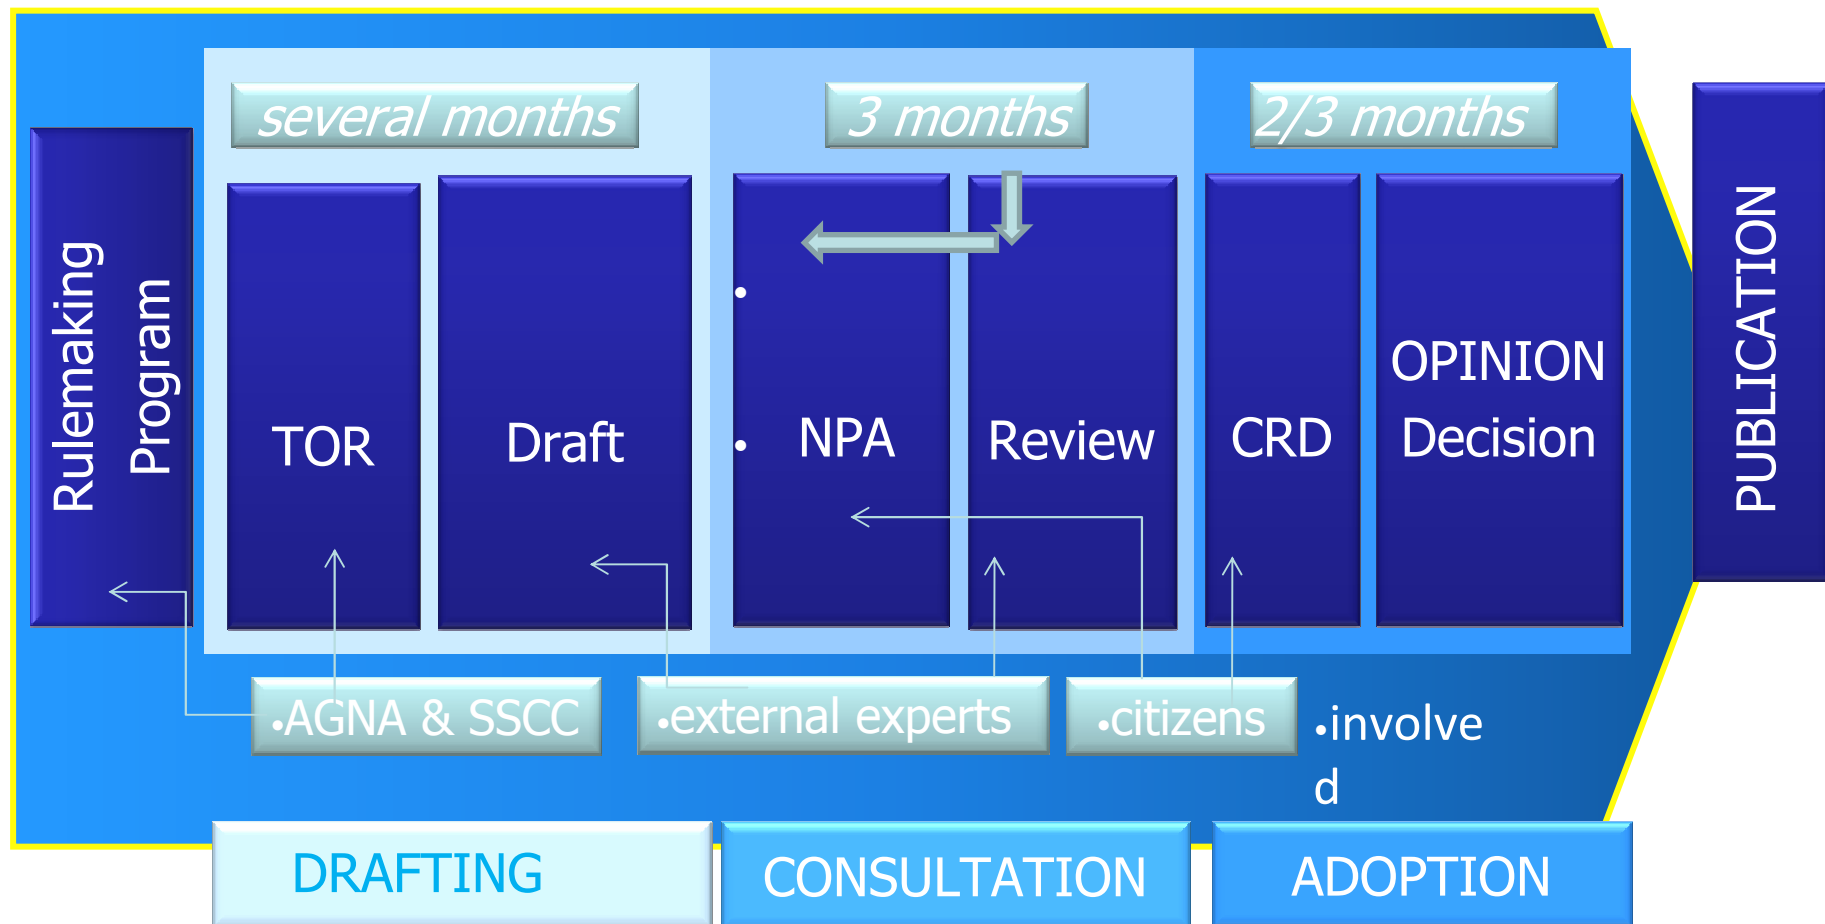 several months
3 months
2/3 months
Rulemaking
Program
TOR
Draft
• NPA
Review
CRD
OPINION
Decision
PUBLICATION
•AGNA & SSCC
•external experts
•citizens
•involve
d
DRAFTING
CONSULTATION
ADOPTION